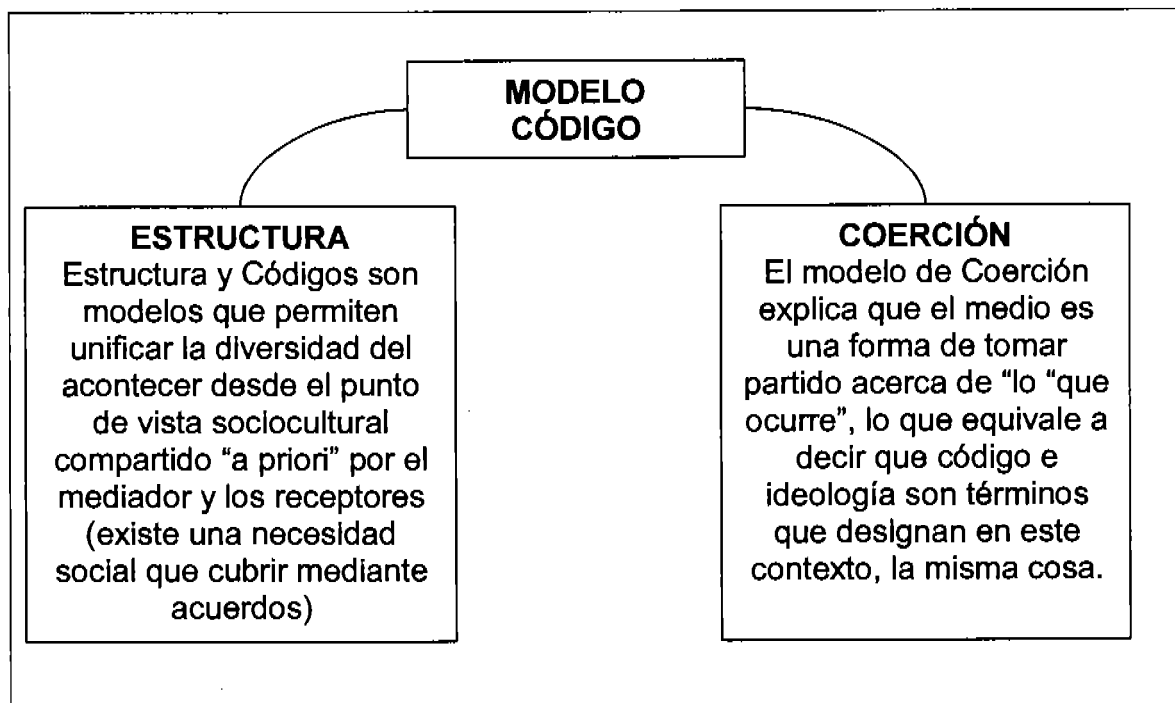 MODELO
CÓDIGO
ESTRUCTURA
Estructura y Códigos son
modelos que permiten
unificar la diversidad del
acontecer desde el punto
de vista sociocultural
compartido “a priori” por el
mediador y los receptores
(existe una necesidad
social que cubrir mediante
acuerdos)
COERCIÓN
El modelo de Coerción
explica que el medio es
una forma de tomar
partido acerca de “lo “que
ocurre”, lo que equivale a
decir que código e
ideología son términos
que designan en este
contexto, la misma cosa.